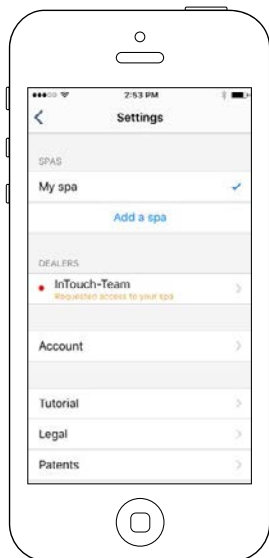 2:53 PM
Settings
SPAS
My spa
Add a spa
DEALERS
InTouch-Team
Requested access to your spa
Account
Tutorial
Legal
Patents